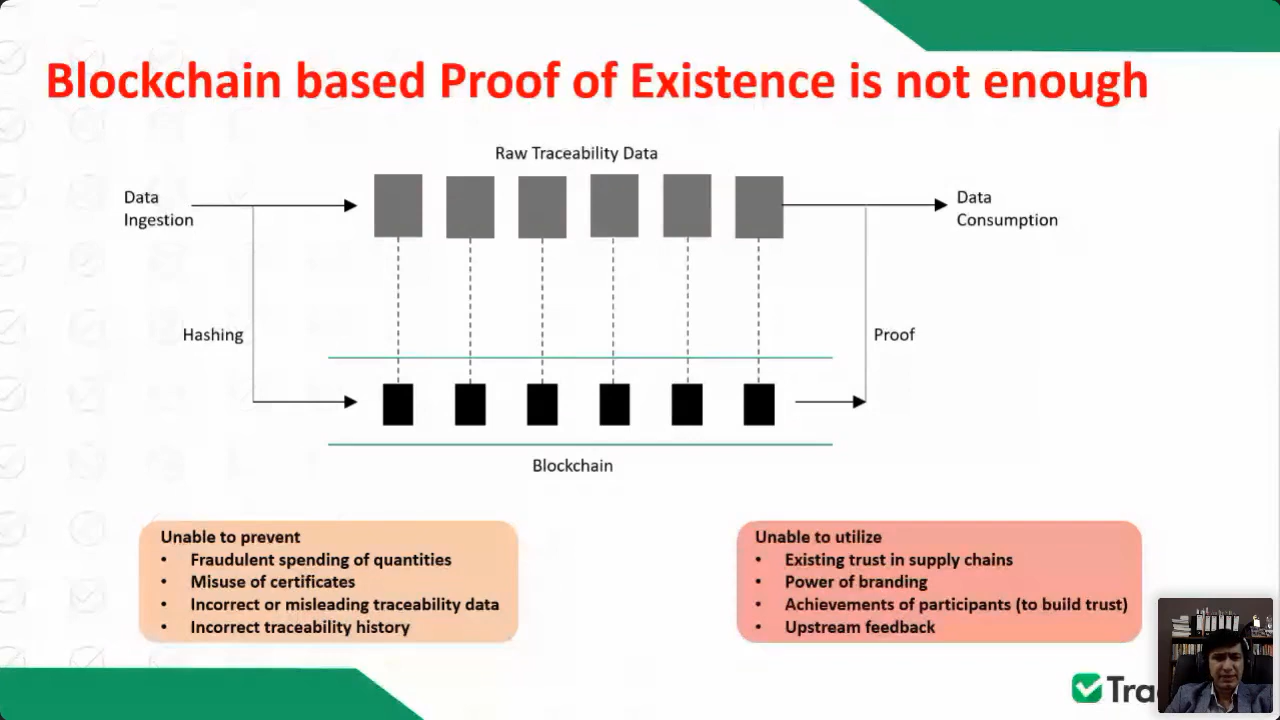 Blockchain based Proof of Existence is not enough
Raw Traceability Data
Data
Ingestion
Data
Consumption
Hashing
Proof
Blockchain
Unable to prevent
• Fraudulent spending of quantities
• Misuse of certificates
• Incorrect or misleading traceability data
• Incorrect traceability history
Unable to utilize
• Existing trust in supply chains
• Power of branding
• Achievements of participants (to build trust)
• Upstream feedback